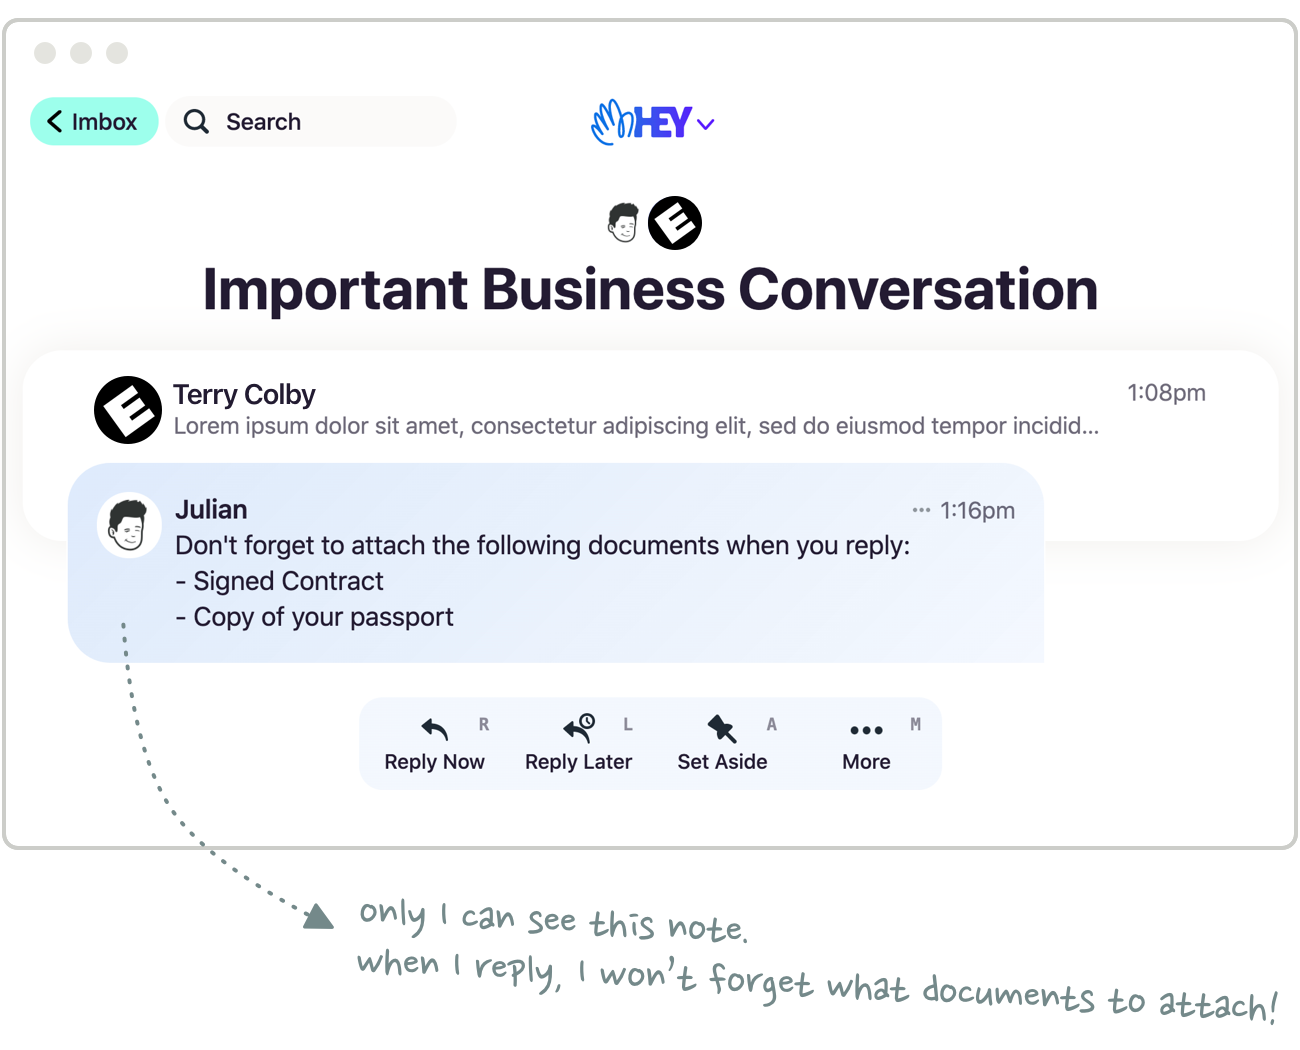 Imbox
Search
HEY
Important Business Conversation
Terry Colby
1:08pm
Lorem ipsum dolor sit amet, consectetur adipiscing elit, sed do eiusmod tempor incidid...
Julian
··· 1:16pm
Don't forget to attach the following documents when you reply:
- Signed Contract
- Copy of your passport
R
L
A
M
Reply Now
Reply Later
Set Aside
More
only I can see this note.
when I reply, I won't forget what documents to attach!